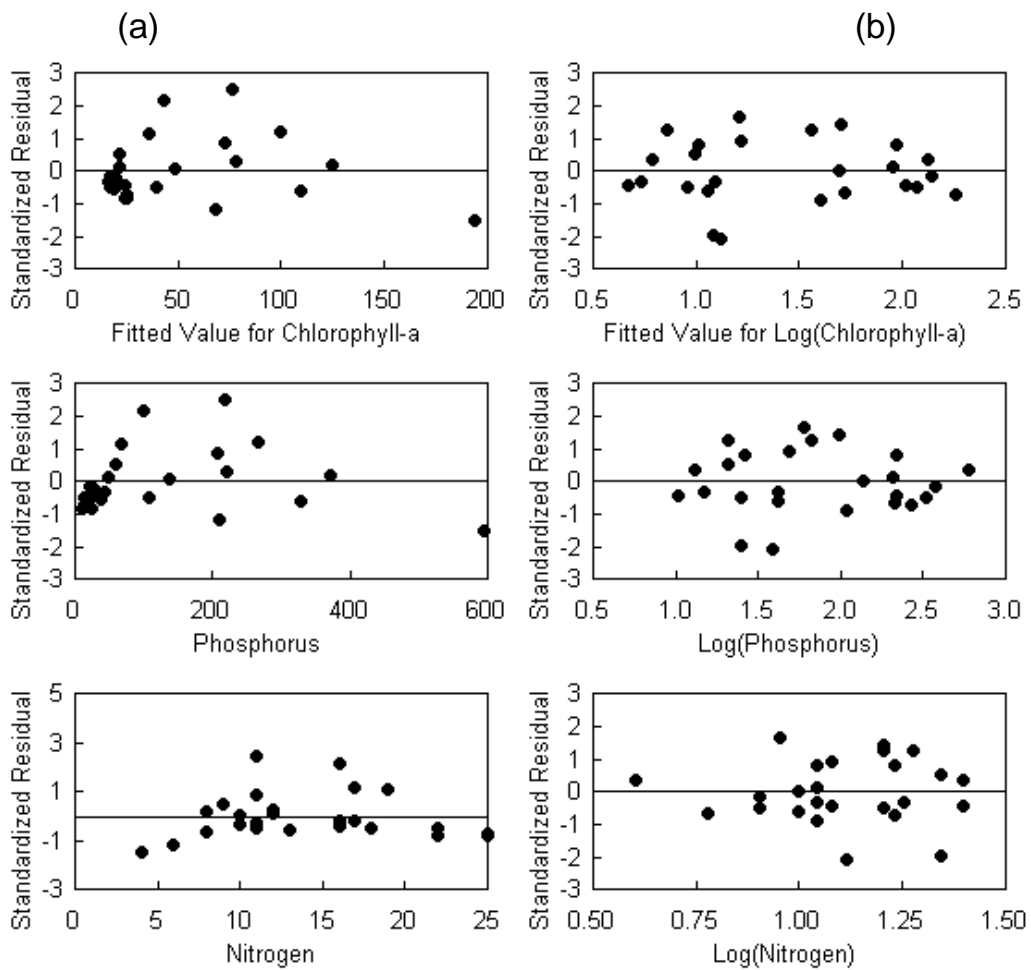 (a) (b)
Standardized Residual
3
2
1
0
-1
-2
-3
0 50 100 150 200
Fitted Value for Chlorophyll-a
Standardized Residual
3
2
1
0
-1
-2
-3
0.5 1.0 1.5 2.0 2.5
Fitted Value for Log(Chlorophyll-a)
Standardized Residual
3
2
1
0
-1
-2
-3
0 200 400 600
Phosphorus
Standardized Residual
3
2
1
0
-1
-2
-3
0.5 1.0 1.5 2.0 2.5 3.0
Log(Phosphorus)
Standardized Residual
5
3
1
-1
-3
0 5 10 15 20 25
Nitrogen
Standardized Residual
3
2
1
0
-1
-2
-3
0.50 0.75 1.00 1.25 1.50
Log(Nitrogen)